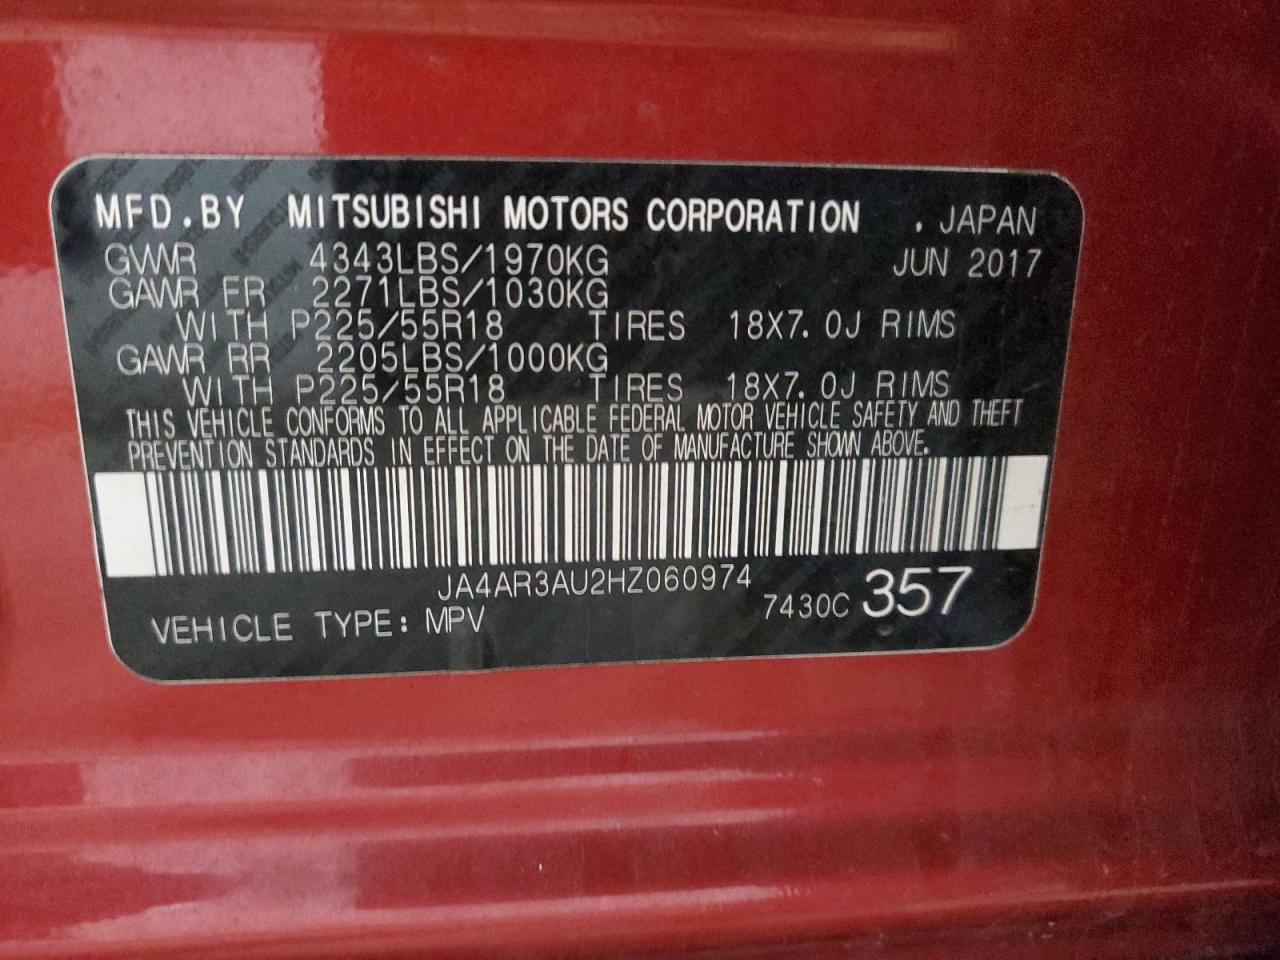 MFD.BY MITSUBISHI MOTORS CORPORATION . JAPAN
GVWR 4343LBS/1970KG JUN 2017
GAWR FR 2271LBS/1030KG
WITH P225/55R18 TIRES 18X7.0J RIMS
GAWR RR 2205LBS/1000KG
WITH P225/55R18 TIRES 18X7.0J RIMS
THIS VEHICLE CONFORMS TO ALL APPLICABLE FEDERAL MOTOR VEHICLE SAFETY AND THEFT
PREVENTION STANDARDS IN EFFECT ON THE DATE OF MANUFACTURE SHOWN ABOVE.
JA4AR3AU2HZ060974
VEHICLE TYPE: MPV 7430C 357